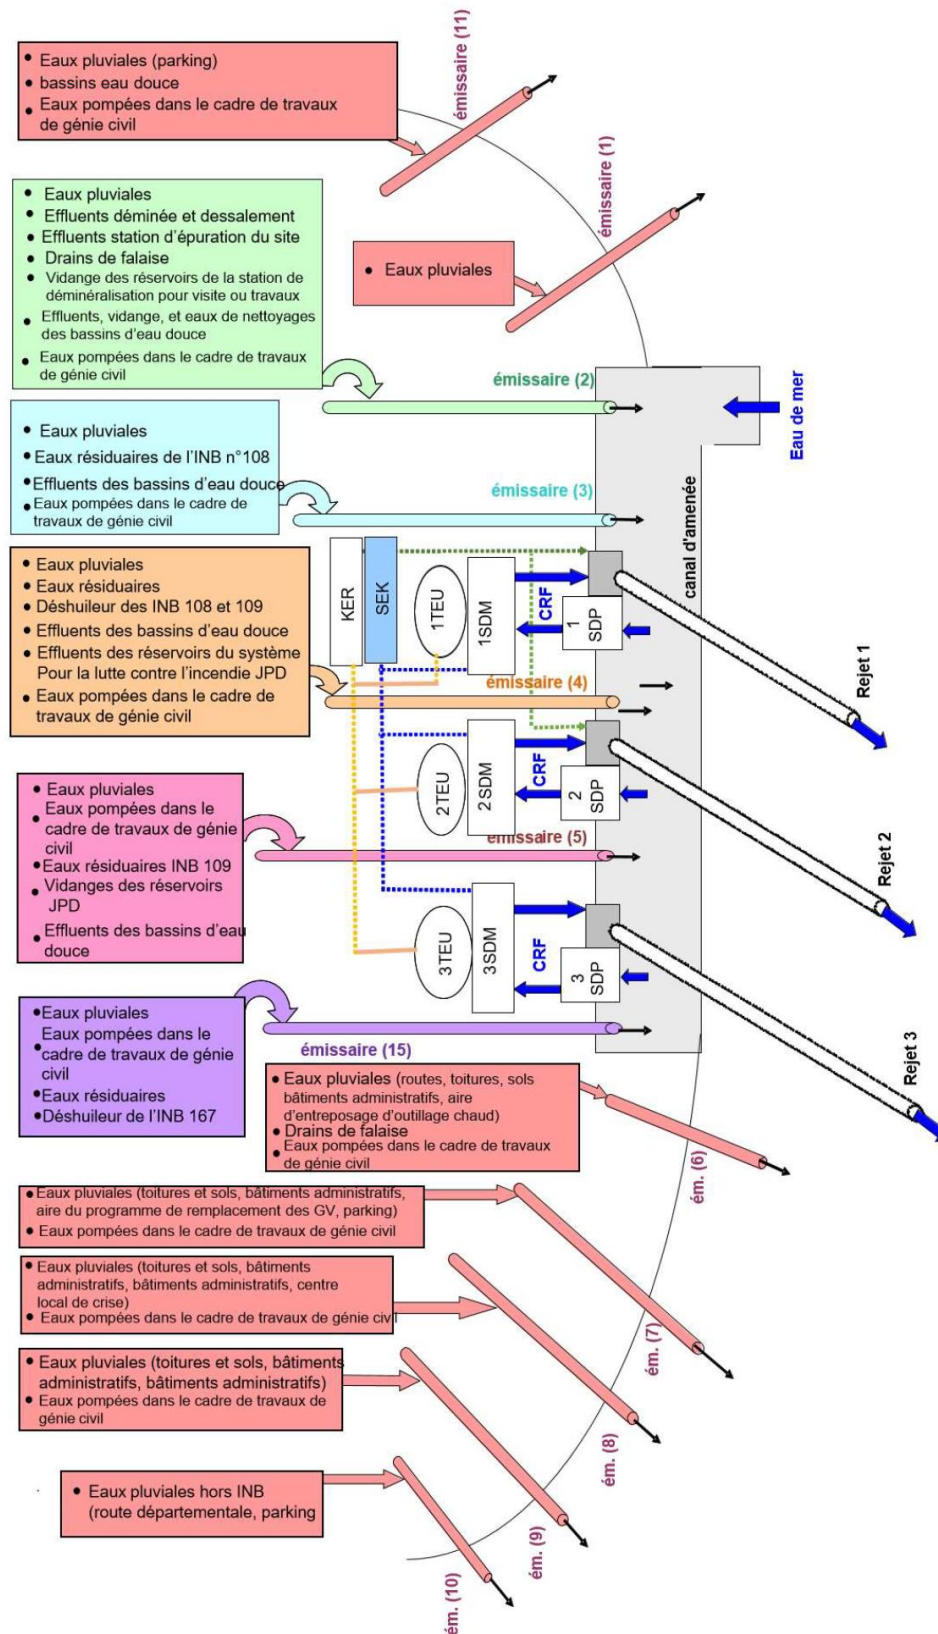 émissaire (11)
• Eaux pluviales (parking)
• bassins eau douce
• Eaux pompées dans le cadre de travaux
de génie civil
émissaire (1)
• Eaux pluviales
• Eaux pluviales
• Effluents déminée et dessalement
• Effluents station d'épuration du site
• Drains de falaise
• Vidange des réservoirs de la station de
déminéralisation pour visite ou travaux
• Effluents, vidange, et eaux de nettoyages
des bassins d'eau douce
• Eaux pompées dans le cadre de travaux
de génie civil
émissaire (2)
Eau de mer
• Eaux pluviales
• Eaux résiduaires de l'INB n°108
• Effluents des bassins d'eau douce
• Eaux pompées dans le cadre de
travaux de génie civil
émissaire (3)
canal d'amenée
• Eaux pluviales
• Eaux résiduaires
• Déshuileur des INB 108 et 109
• Effluents des bassins d'eau douce
• Effluents des réservoirs du système
Pour la lutte contre l'incendie JPD
• Eaux pompées dans le cadre de
travaux de génie civil
KER
SEK
1TEU
1SDM
CRF
1
SDP
émissaire (4)
Rejet 1
2TEU
2SDM
CRF
2
SDP
• Eaux pluviales
• Eaux pompées dans le
cadre de travaux de génie
civil
• Eaux résiduaires INB 109
• Vidanges des réservoirs
JPD
• Effluents des bassins d'eau
douce
émissaire (5)
Rejet 2
3TEU
3SDM
CRF
3
SDP
• Eaux pluviales
• Eaux pompées dans le
cadre de travaux de génie
civil
• Eaux résiduaires
• Déshuileur de l'INB 167
émissaire (15)
Rejet 3
• Eaux pluviales (routes, toitures, sols
bâtiments administratifs, aire
d'entreposage d'outillage chaud)
• Drains de falaise
• Eaux pompées dans le cadre de travaux
de génie civil
ém. (6)
• Eaux pluviales (toitures et sols, bâtiments administratifs,
aire du programme de remplacement des GV, parking)
• Eaux pompées dans le cadre de travaux de génie civil
ém. (7)
• Eaux pluviales (toitures et sols, bâtiments
administratifs, bâtiments administratifs, centre
local de crise)
• Eaux pompées dans le cadre de travaux de génie civil
ém. (8)
• Eaux pluviales (toitures et sols, bâtiments
administratifs, bâtiments administratifs)
• Eaux pompées dans le cadre de travaux de
génie civil
ém. (9)
• Eaux pluviales hors INB
(route départementale, parking
ém. (10)